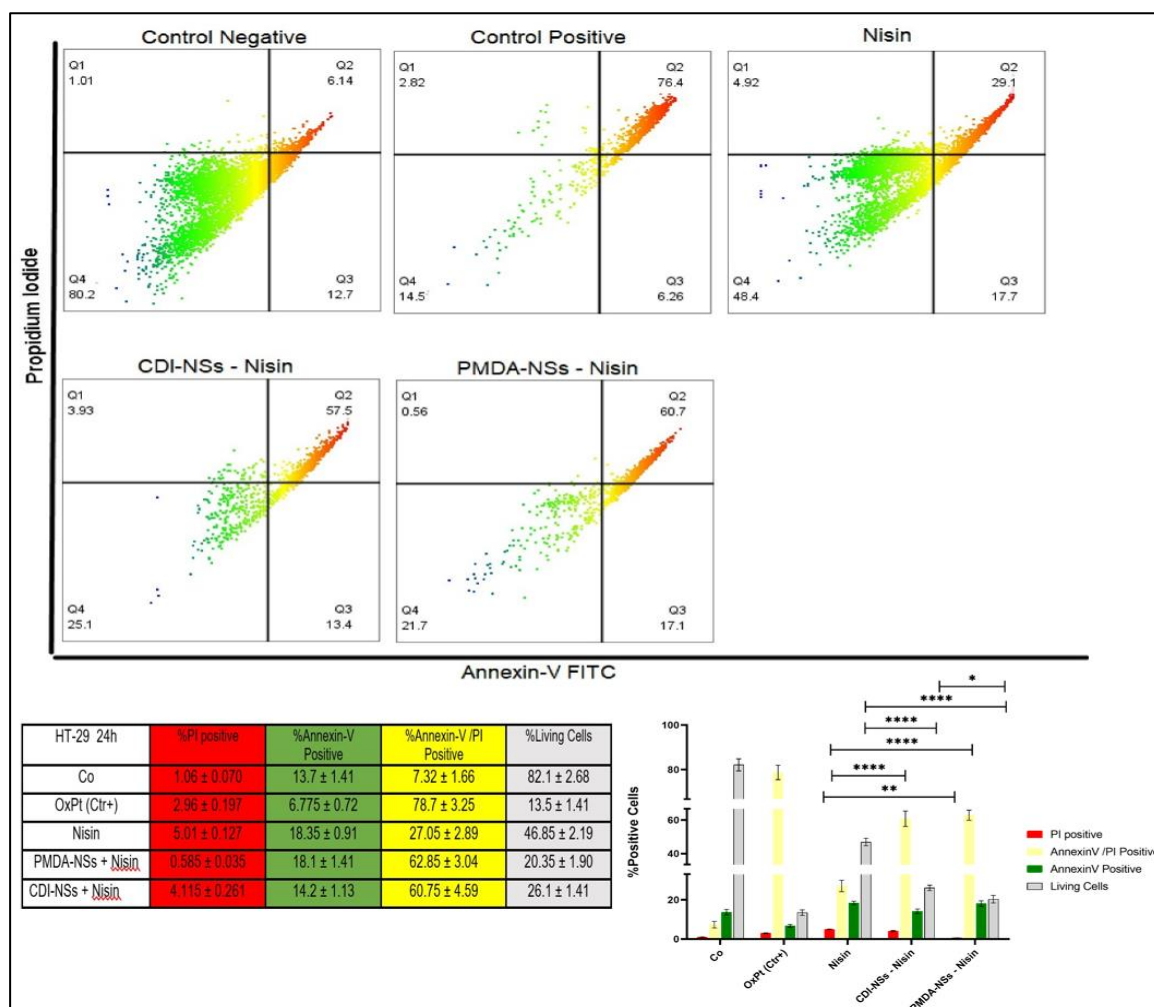 Control Negative
Control Positive
Nisin
Q1
1.01
Q2
6.14
Q4
80.2
Q3
12.7
Q1
2.82
Q2
76.4
Q4
14.5
Q3
6.26
Q1
4.92
Q2
29.1
Q4
48.4
Q3
17.7
Propidium Iodide
CDI-NSs - Nisin
PMDA-NSs - Nisin
Q1
3.93
Q2
57.5
Q4
25.1
Q3
13.4
Q1
0.56
Q2
60.7
Q4
21.7
Q3
17.1
Annexin-V FITC
HT-29 24h %PI positive %Annexin-V Positive %Annexin-V /PI Positive %Living Cells
Co 1.06 ± 0.070 13.7 ± 1.41 7.32 ± 1.66 82.1 ± 2.68
OxPt (Ctr+) 2.96 ± 0.197 6.775 ± 0.72 78.7 ± 3.25 13.5 ± 1.41
Nisin 5.01 ± 0.127 18.35 ± 0.91 27.05 ± 2.89 46.85 ± 2.19
PMDA-NSs + Nisin 0.585 ± 0.035 18.1 ± 1.41 62.85 ± 3.04 20.35 ± 1.90
CDI-NSs + Nisin 4.115 ± 0.261 14.2 ± 1.13 60.75 ± 4.59 26.1 ± 1.41
*
****
****
****
****
**
%Positive Cells
100
80
60
40
20
0
Co
OxPt (Ctr+)
Nisin
CDI-NSs - Nisin
PMDA-NSs - Nisin
PI positive
AnnexinV /PI Positive
AnnexinV Positive
Living Cells